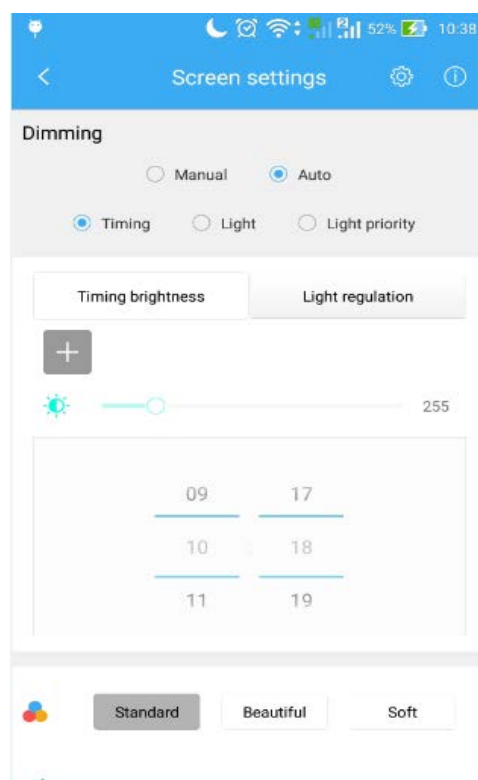 2 52% 10:38
Screen settings
Dimming
Manual Auto
Timing Light Light priority
Timing brightness Light regulation
+
255
09 17
10 : 18
11 19
Standard Beautiful Soft